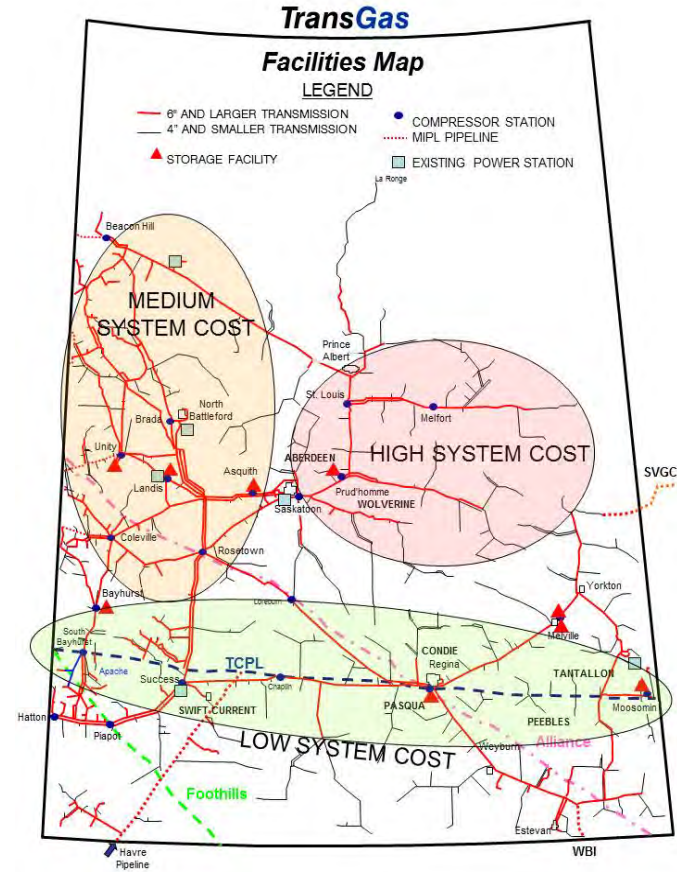 TransGas
Facilities Map
LEGEND
6" AND LARGER TRANSMISSION
4" AND SMALLER TRANSMISSION
STORAGE FACILITY
COMPRESSOR STATION
MIPL PIPELINE
EXISTING POWER STATION
La Ronge
Beacon Hill
MEDIUM
SYSTEM COST
Prince
Albert
St. Louis
Melfort
North
Battleford
Brada
HIGH SYSTEM COST
Unity
ABERDEEN
Asquith
Landis
Prud'homme
Saskatoon
WOLVERINE
SVGC
Coleville
Rosetown
Yorkton
Bayhurst
Loreburn
South
Bayhurst
Melville
CONDIE
Regina
TCPL
Apache
Success
Chaplin
TANTALLON
SWIFT CURRENT
PASQUA
Moosomin
Hatton
Piapot
PEEBLES
LOW SYSTEM COST
Weyburn
Alliance
Foothills
Estevan
WBI
Havre
Pipeline